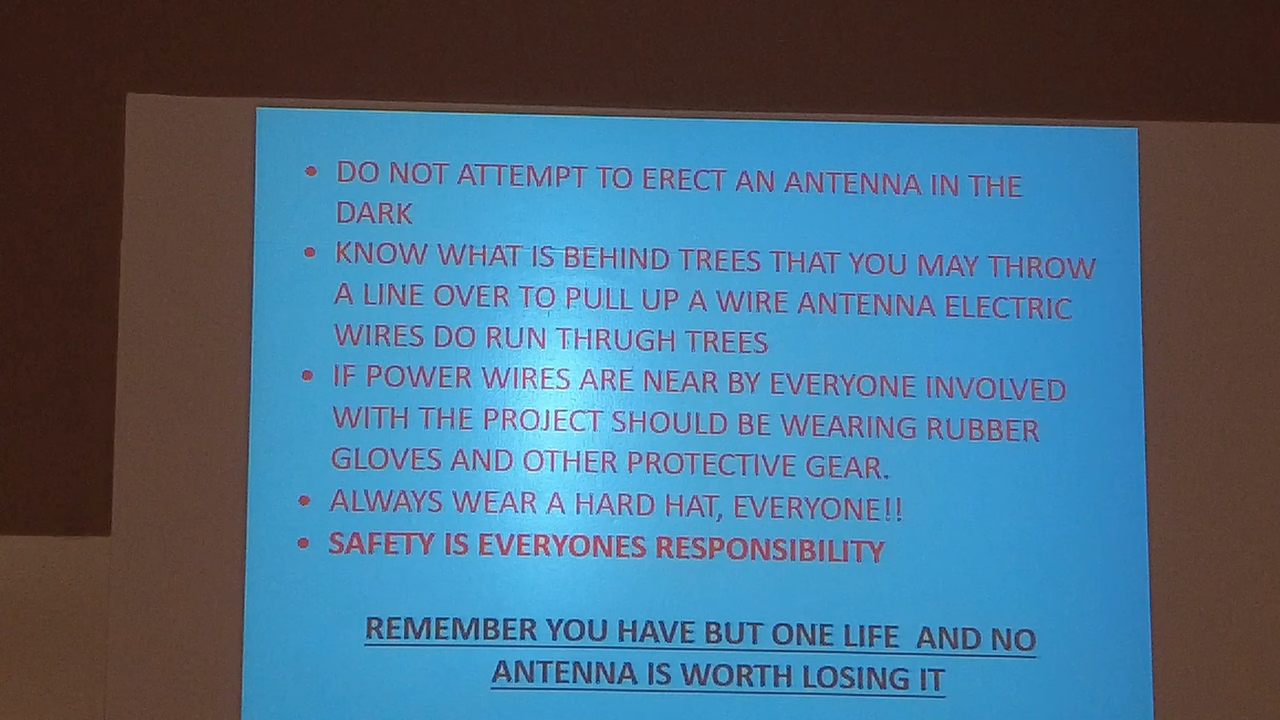 • DO NOT ATTEMPT TO ERECT AN ANTENNA IN THE
DARK
• KNOW WHAT IS BEHIND TREES THAT YOU MAY THROW
A LINE OVER TO PULL UP A WIRE ANTENNA ELECTRIC
WIRES DO RUN THRUGH TREES
• IF POWER WIRES ARE NEAR BY EVERYONE INVOLVED
WITH THE PROJECT SHOULD BE WEARING RUBBER
GLOVES AND OTHER PROTECTIVE GEAR.
• ALWAYS WEAR A HARD HAT, EVERYONE!!
• SAFETY IS EVERYONES RESPONSIBILITY
REMEMBER YOU HAVE BUT ONE LIFE AND NO
ANTENNA IS WORTH LOSING IT